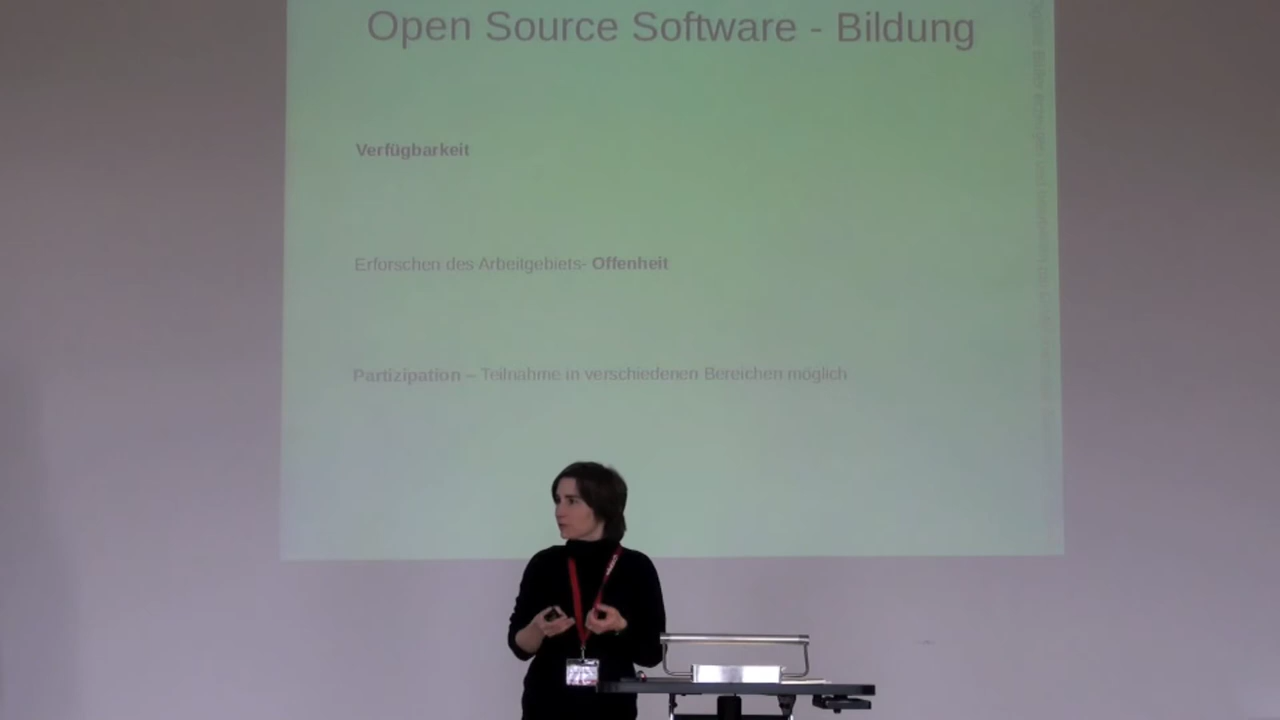 Open Source Software - Bildung
Verfügbarkeit
Erforschen des Arbeitgebiets- Offenheit
Partizipation – Teilnahme in verschiedenen Bereichen möglich